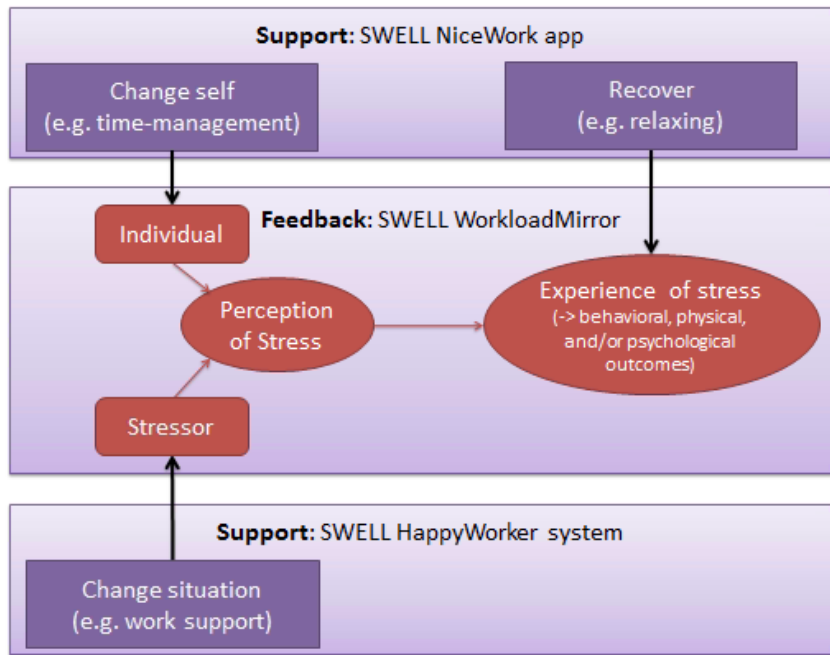 Support: SWELL NiceWork app
Change self
(e.g. time-management)
Recover
(e.g. relaxing)
Feedback: SWELL WorkloadMirror
Individual
Perception
of Stress
Experience of stress
(-> behavioral, physical,
and/or psychological
outcomes)
Stressor
Support: SWELL HappyWorker system
Change situation
(e.g. work support)